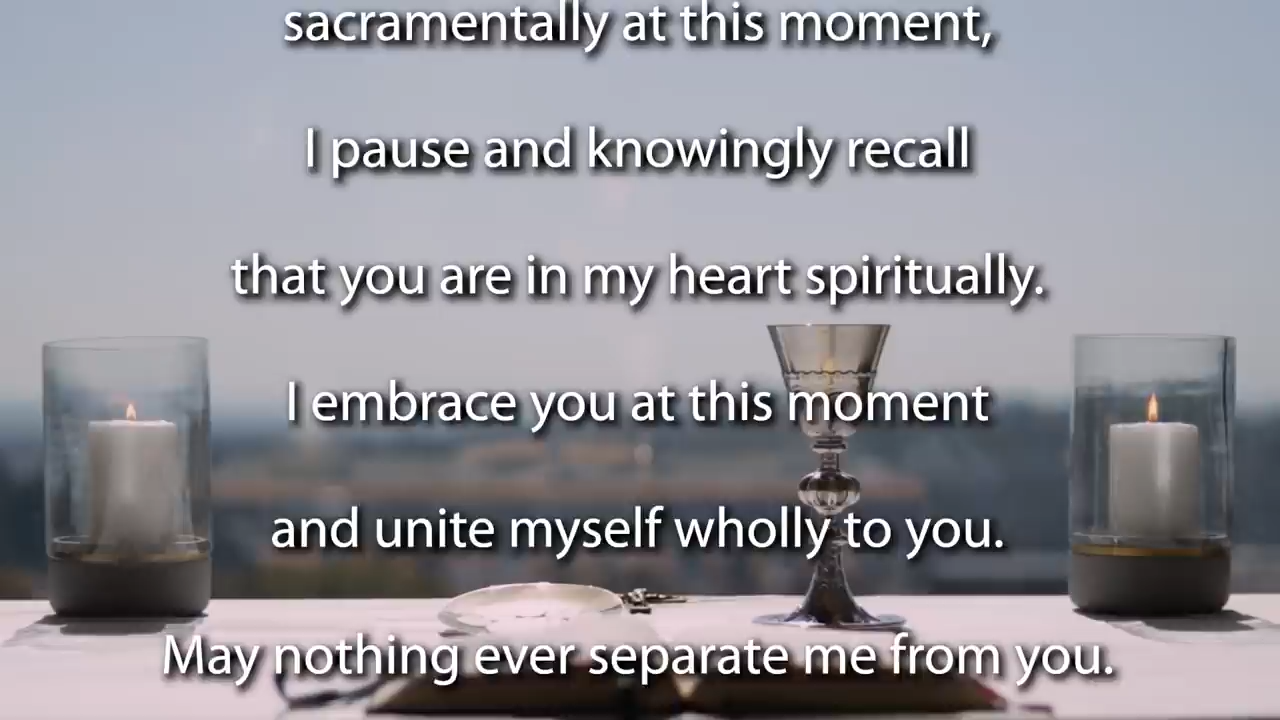 sacramentally at this moment,
I pause and knowingly recall
that you are in my heart spiritually.
I embrace you at this moment
and unite myself wholly to you.
May nothing ever separate me from you.